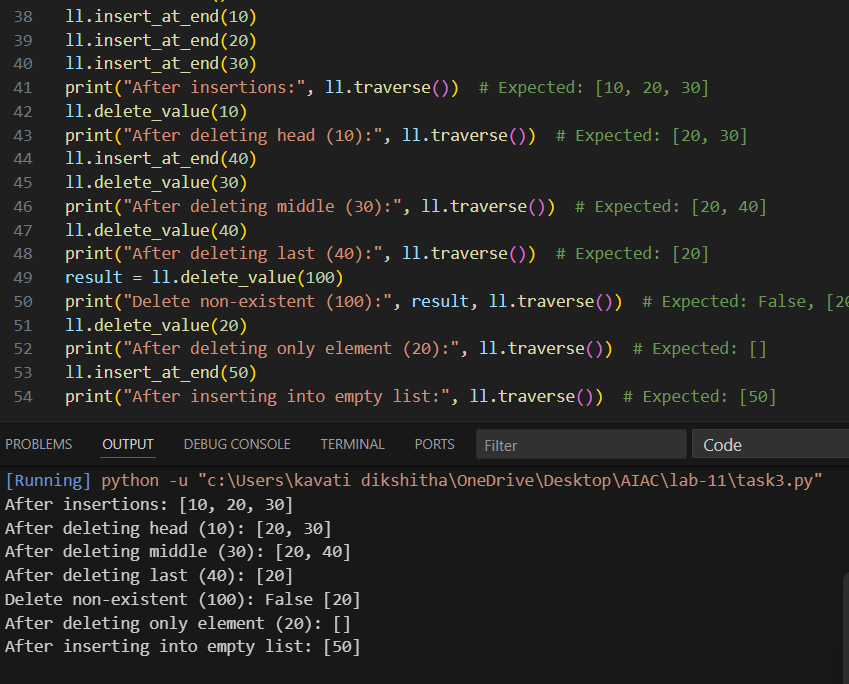 38 ll.insert_at_end(10)
39 ll.insert_at_end(20)
40 ll.insert_at_end(30)
41 print("After insertions:", ll.traverse())  # Expected: [10, 20, 30]
42 ll.delete_value(10)
43 print("After deleting head (10):", ll.traverse())  # Expected: [20, 30]
44 ll.insert_at_end(40)
45 ll.delete_value(30)
46 print("After deleting middle (30):", ll.traverse())  # Expected: [20, 40]
47 ll.delete_value(40)
48 print("After deleting last (40):", ll.traverse())  # Expected: [20]
49 result = ll.delete_value(100)
50 print("Delete non-existent (100):", result, ll.traverse())  # Expected: False, [20
51 ll.delete_value(20)
52 print("After deleting only element (20):", ll.traverse())  # Expected: []
53 ll.insert_at_end(50)
54 print("After inserting into empty list:", ll.traverse())  # Expected: [50]
PROBLEMS OUTPUT DEBUG CONSOLE TERMINAL PORTS Filter Code
[Running] python -u "c:\Users\kavati dikshitha\OneDrive\Desktop\AIAC\lab-11\task3.py"
After insertions: [10, 20, 30]
After deleting head (10): [20, 30]
After deleting middle (30): [20, 40]
After deleting last (40): [20]
Delete non-existent (100): False [20]
After deleting only element (20): []
After inserting into empty list: [50]